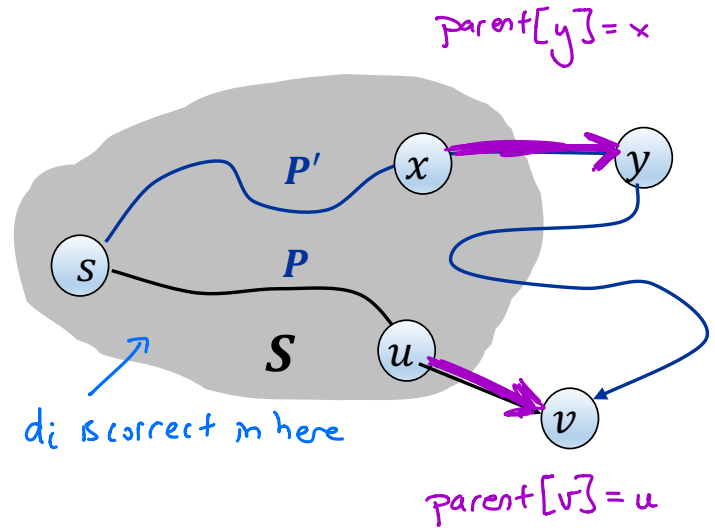 parent[y] = x
P'
x
y
s
P
S
u
v
di is correct in here
parent[v] = u